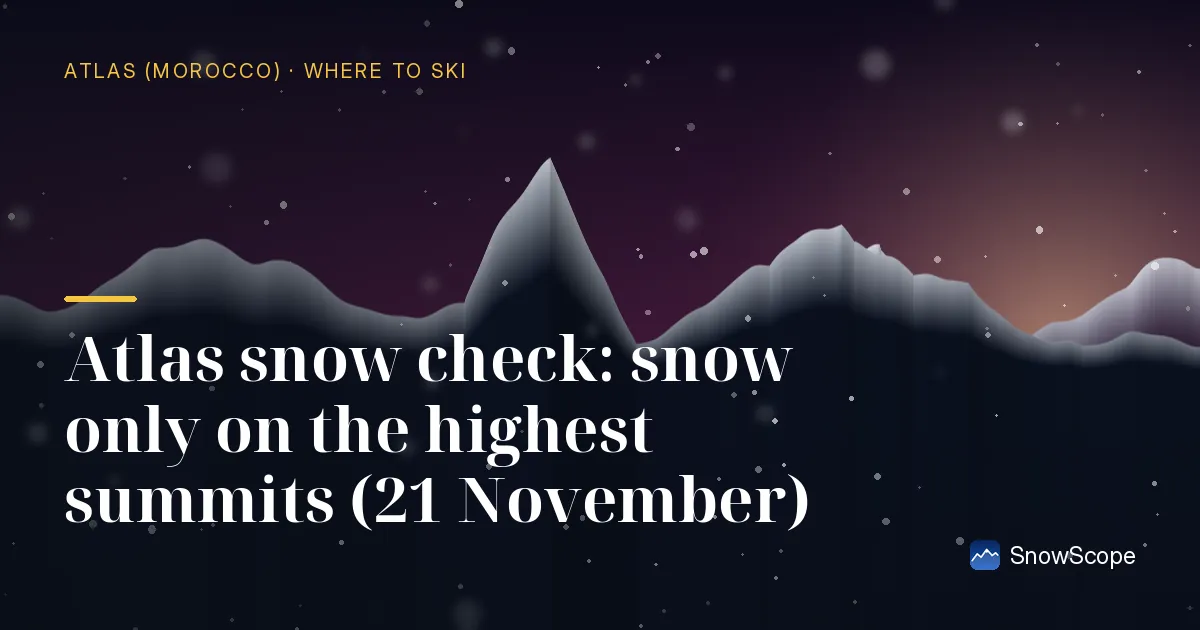 ATLAS (MOROCCO) · WHERE TO SKI
Atlas snow check: snow
only on the highest
summits (21 November)
SnowScope